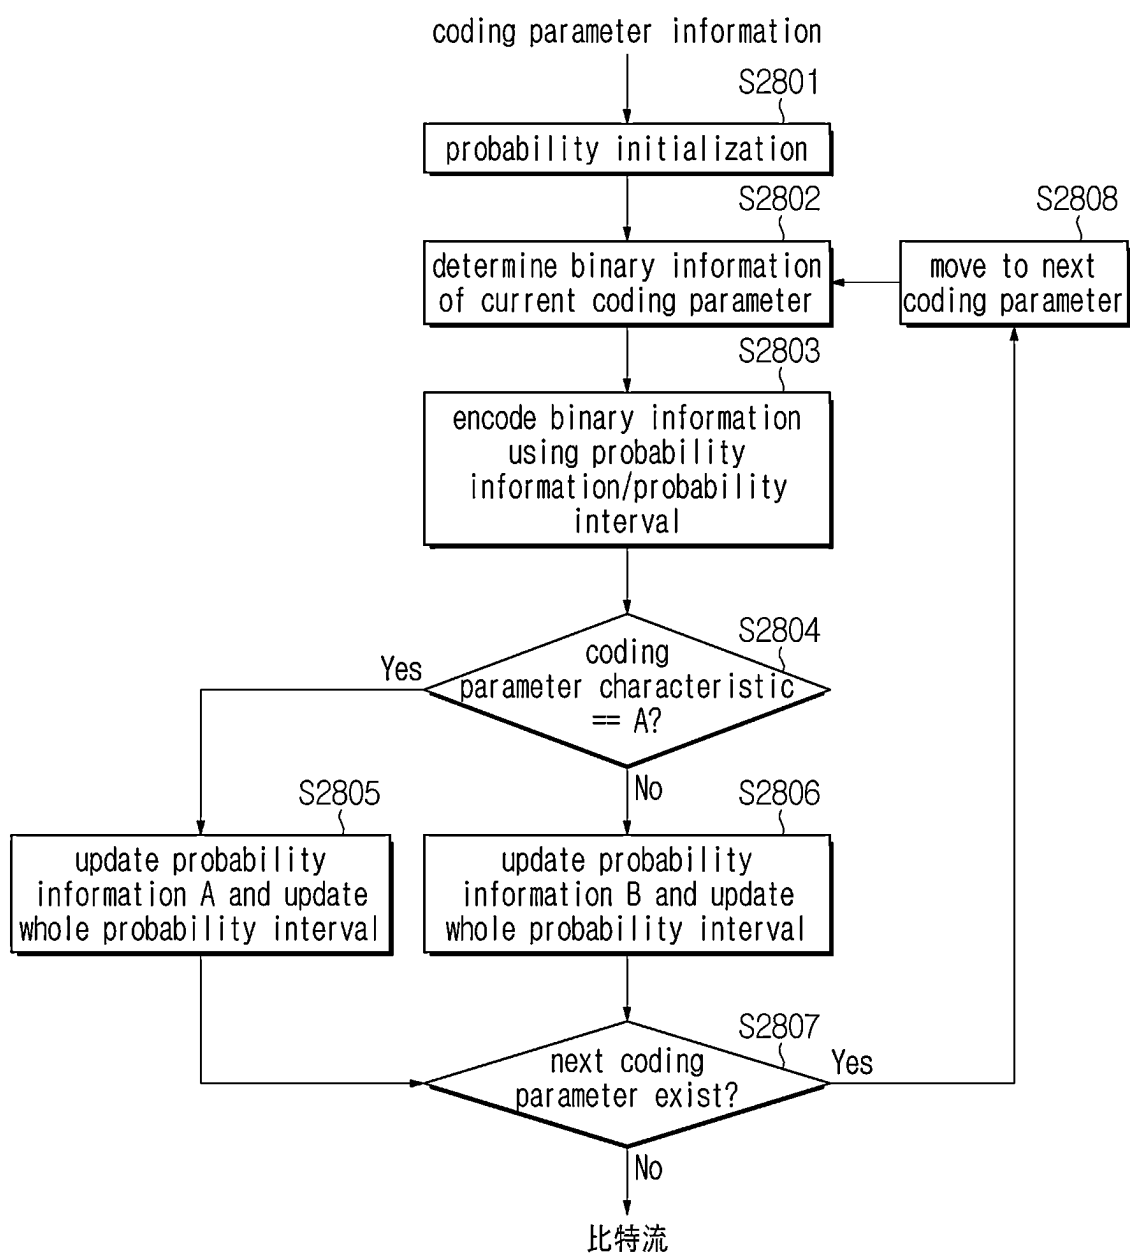 coding parameter information
S2801
probability initialization
S2802
determine binary information
of current coding parameter
S2808
move to next
coding parameter
S2803
encode binary information
using probability
information/probability
interval
S2804
coding
parameter characteristic
== A?
Yes
No
S2805
update probability
information A and update
whole probability interval
S2806
update probability
information B and update
whole probability interval
S2807
next coding
parameter exist?
Yes
No
比特流